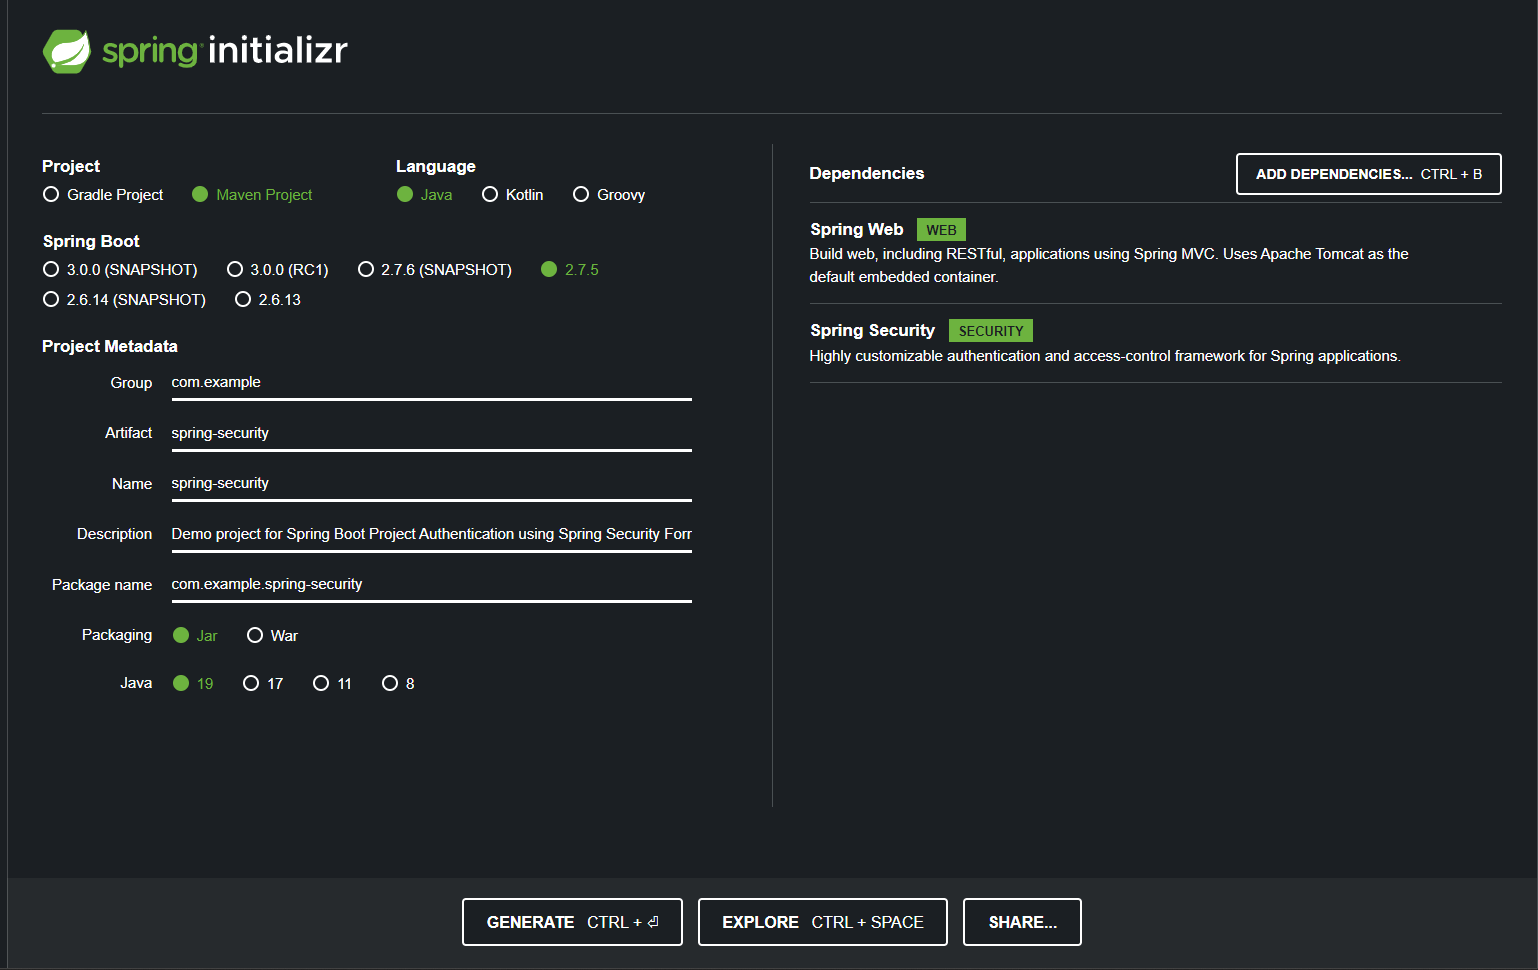 spring initializr
Project
Gradle Project Maven Project
Language
Java Kotlin Groovy
Spring Boot
3.0.0 (SNAPSHOT) 3.0.0 (RC1) 2.7.6 (SNAPSHOT) 2.7.5
2.6.14 (SNAPSHOT) 2.6.13
Project Metadata
Group com.example
Artifact spring-security
Name spring-security
Description Demo project for Spring Boot Project Authentication using Spring Security
Package name com.example.spring-security
Packaging Jar War
Java 19 17 11 8
Dependencies
ADD DEPENDENCIES... CTRL + B
Spring Web WEB
Build web, including RESTful, applications using Spring MVC. Uses Apache Tomcat as the
default embedded container.
Spring Security SECURITY
Highly customizable authentication and access-control framework for Spring applications.
GENERATE CTRL + ⏎
EXPLORE CTRL + SPACE
SHARE...